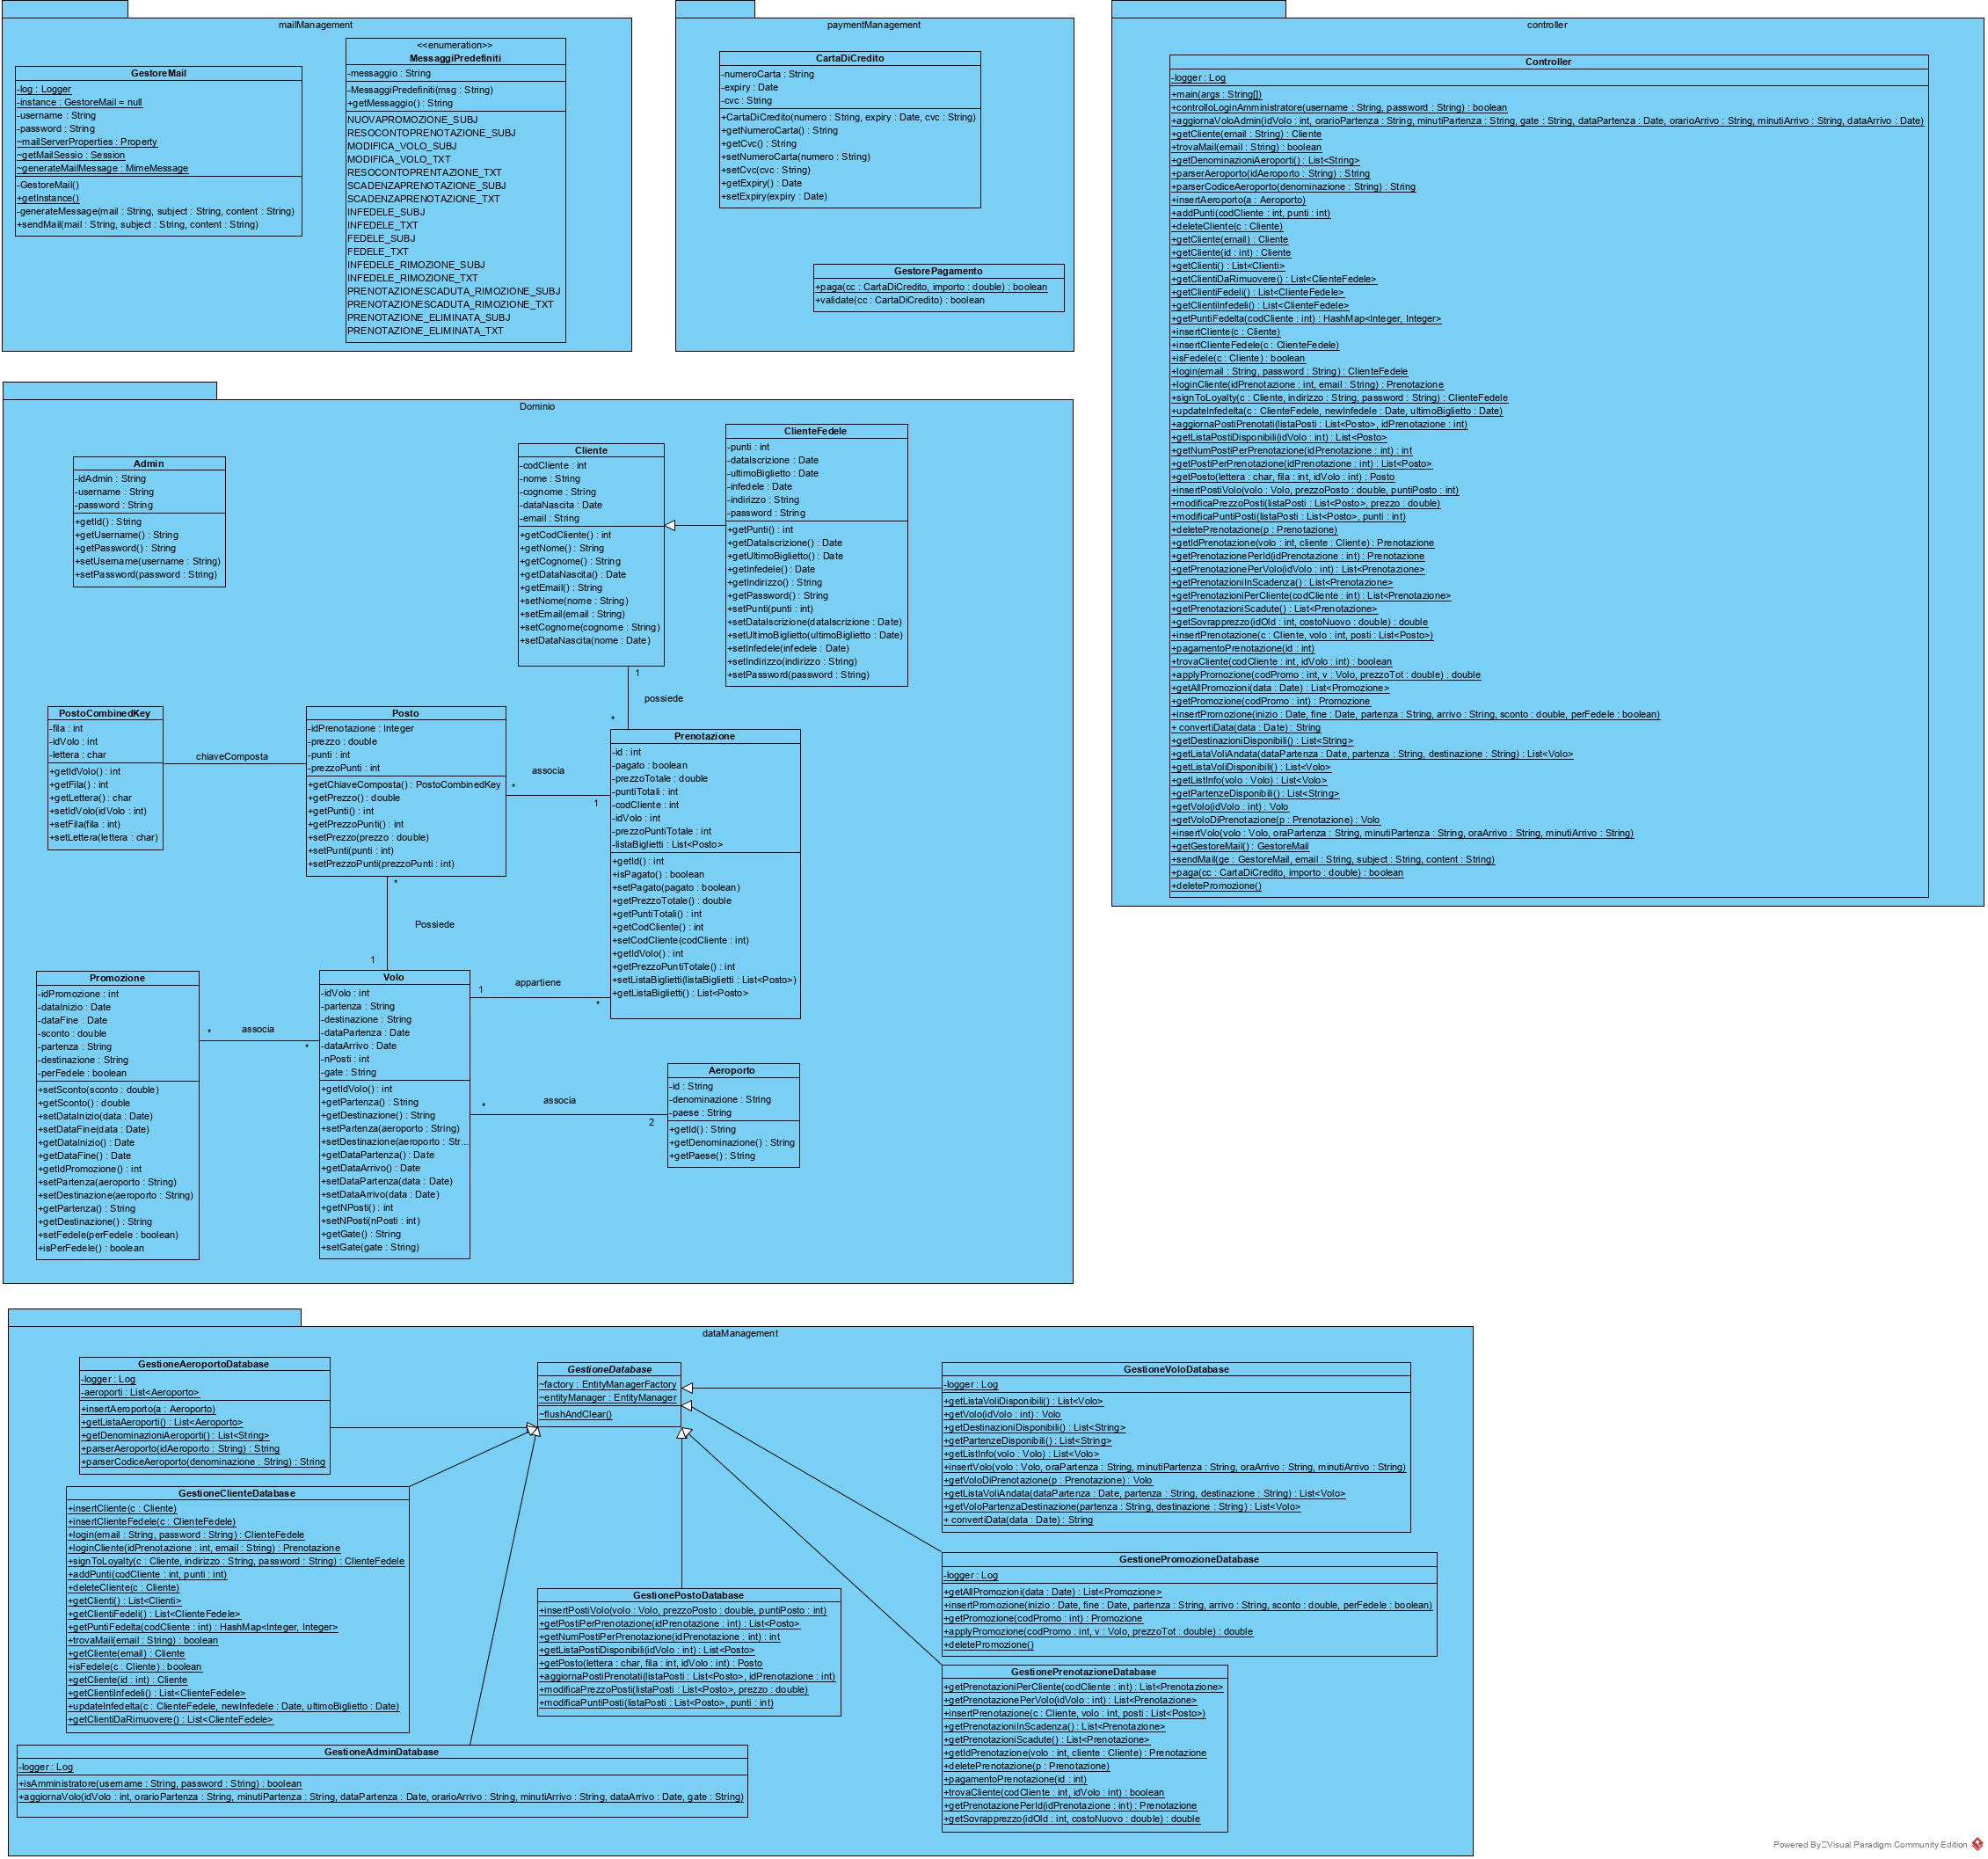 mailManagement
GestoreMail
-log : Logger
-instance : GestoreMail = null
-username : String
-password : String
~mailServerProperties : Property
~getMailSessio : Session
~generateMailMessage : MimeMessage
-GestoreMail()
+getInstance()
-generateMessage(mail : String, subject : String, content : String)
+sendMail(mail : String, subject : String, content : String)
<<enumeration>>
MessaggiPredefiniti
-messaggio : String
-MessaggiPredefiniti(msg : String)
+getMessaggio() : String
NUOVAPROMOZIONE_SUBJ
RESOCONTOPRENOTAZIONE_SUBJ
MODIFICA_VOLO_SUBJ
MODIFICA_VOLO_TXT
RESOCONTOPRENTAZIONE_TXT
SCADENZAPRENOTAZIONE_SUBJ
SCADENZAPRENOTAZIONE_TXT
INFEDELE_SUBJ
INFEDELE_TXT
FEDELE_SUBJ
FEDELE_TXT
INFEDELE_RIMOZIONE_SUBJ
INFEDELE_RIMOZIONE_TXT
PRENOTAZIONESCADUTA_RIMOZIONE_SUBJ
PRENOTAZIONESCADUTA_RIMOZIONE_TXT
PRENOTAZIONE_ELIMINATA_SUBJ
PRENOTAZIONE_ELIMINATA_TXT
paymentManagement
CartaDiCredito
-numeroCarta : String
-expiry : Date
-cvc : String
+CartaDiCredito(numero : String, expiry : Date, cvc : String)
+getNumeroCarta() : String
+getCvc() : String
+setNumeroCarta(numero : String)
+setCvc(cvc : String)
+getExpiry() : Date
+setExpiry(expiry : Date)
GestorePagamento
+paga(cc : CartaDiCredito, importo : double) : boolean
+validate(cc : CartaDiCredito) : boolean
controller
Controller
-logger : Log
+main(args : String[])
+controlloLoginAmministratore(username : String, password : String) : boolean
+aggiornaVoloAdmin(idVolo : int, orarioPartenza : String, minutiPartenza : String, gate : String, dataPartenza : Date, orarioArrivo : String, minutiArrivo : String, dataArrivo : Date)
+getCliente(email : String) : Cliente
+trovaMail(email : String) : boolean
+getDenominazioniAeroporti() : List<String>
+parserAeroporto(idAeroporto : String) : String
+parserCodiceAeroporto(denominazione : String) : String
+insertAeroporto(a : Aeroporto)
+addPunti(codCliente : int, punti : int)
+deleteCliente(c : Cliente)
+getCliente(email) : Cliente
+getCliente(id : int) : Cliente
+getClienti() : List<Clienti>
+getClientiDaRimuovere() : List<ClienteFedele>
+getClientiFedeli() : List<ClienteFedele>
+getClientiInfedeli() : List<ClienteFedele>
+getPuntiFedelta(codCliente : int) : HashMap<Integer, Integer>
+insertCliente(c : Cliente)
+insertClienteFedele(c : ClienteFedele)
+isFedele(c : Cliente) : boolean
+login(email : String, password : String) : ClienteFedele
+loginCliente(idPrenotazione : int, email : String) : Prenotazione
+signToLoyalty(c : Cliente, indirizzo : String, password : String) : ClienteFedele
+updateInfedelta(c : ClienteFedele, newInfedele : Date, ultimoBiglietto : Date)
+aggiornaPostiPrenotati(listaPosti : List<Posto>, idPrenotazione : int)
+getListaPostiDisponibili(idVolo : int) : List<Posto>
+getNumPostiPerPrenotazione(idPrenotazione : int) : int
+getPostiPerPrenotazione(idPrenotazione : int) : List<Posto>
+getPosto(lettera : char, fila : int, idVolo : int) : Posto
+insertPostiVolo(volo : Volo, prezzoPosto : double, puntiPosto : int)
+modificaPrezzoPosti(listaPosti : List<Posto>, prezzo : double)
+modificaPuntiPosti(listaPosti : List<Posto>, punti : int)
+deletePrenotazione(p : Prenotazione)
+getIdPrenotazione(volo : int, cliente : Cliente) : Prenotazione
+getPrenotazionePerId(idPrenotazione : int) : Prenotazione
+getPrenotazionePerVolo(idVolo : int) : List<Prenotazione>
+getPrenotazioniInScadenza() : List<Prenotazione>
+getPrenotazioniPerCliente(codCliente : int) : List<Prenotazione>
+getPrenotazioniScadute() : List<Prenotazione>
+getSovrapprezzo(idOld : int, costoNuovo : double) : double
+insertPrenotazione(c : Cliente, volo : int, posti : List<Posto>)
+pagamentoPrenotazione(id : int)
+trovaCliente(codCliente : int, idVolo : int) : boolean
+applyPromozione(codPromo : int, v : Volo, prezzoTot : double) : double
+getAllPromozioni(data : Date) : List<Promozione>
+getPromozione(codPromo : int) : Promozione
+insertPromozione(inizio : Date, fine : Date, partenza : String, arrivo : String, sconto : double, perFedele : boolean)
+ convertiData(data : Date) : String
+getDestinazioniDisponibili() : List<String>
+getListaVoliAndata(dataPartenza : Date, partenza : String, destinazione : String) : List<Volo>
+getListaVoliDisponibili() : List<Volo>
+getListInfo(volo : Volo) : List<Volo>
+getPartenzeDisponibili() : List<String>
+getVolo(idVolo : int) : Volo
+getVoloDiPrenotazione(p : Prenotazione) : Volo
+insertVolo(volo : Volo, oraPartenza : String, minutiPartenza : String, oraArrivo : String, minutiArrivo : String)
+getGestoreMail() : GestoreMail
+sendMail(ge : GestoreMail, email : String, subject : String, content : String)
+paga(cc : CartaDiCredito, importo : double) : boolean
+deletePromozione()
Dominio
Admin
-idAdmin : String
-username : String
-password : String
+getId() : String
+getUsername() : String
+getPassword() : String
+setUsername(username : String)
+setPassword(password : String)
Cliente
-codCliente : int
-nome : String
-cognome : String
-dataNascita : Date
-email : String
+getCodCliente() : int
+getNome() : String
+getCognome() : String
+getDataNascita() : Date
+getEmail() : String
+setNome(nome : String)
+setEmail(email : String)
+setCognome(cognome : String)
+setDataNascita(nome : Date)
ClienteFedele
-punti : int
-dataIscrizione : Date
-ultimoBiglietto : Date
-infedele : Date
-indirizzo : String
-password : String
+getPunti() : int
+getDataIscrizione() : Date
+getUltimoBiglietto() : Date
+getInfedele() : Date
+getIndirizzo() : String
+getPassword() : String
+setPunti(punti : int)
+setDataIscrizione(dataIscrizione : Date)
+setUltimoBiglietto(ultimoBiglietto : Date)
+setInfedele(infedele : Date)
+setIndirizzo(indirizzo : String)
+setPassword(password : String)
1
possiede
*
PostoCombinedKey
-fila : int
-idVolo : int
-lettera : char
+getIdVolo() : int
+getFila() : int
+getLettera() : char
+setIdVolo(idVolo : int)
+setFila(fila : int)
+setLettera(lettera : char)
chiaveComposta
Posto
-idPrenotazione : Integer
-prezzo : double
-punti : int
-prezzoPunti : int
+getChiaveComposta() : PostoCombinedKey
+getPrezzo() : double
+getPunti() : int
+getPrezzoPunti() : int
+setPrezzo(prezzo : double)
+setPunti(punti : int)
+setPrezzoPunti(prezzoPunti : int)
associa
*
1
Prenotazione
-id : int
-pagato : boolean
-prezzoTotale : double
-puntiTotali : int
-codCliente : int
-idVolo : int
-prezzoPuntiTotale : int
-listaBiglietti : List<Posto>
+getId() : int
+isPagato() : boolean
+setPagato(pagato : boolean)
+getPrezzoTotale() : double
+getPuntiTotali() : int
+getCodCliente() : int
+setCodCliente(codCliente : int)
+getIdVolo() : int
+getPrezzoPuntiTotale() : int
+setListaBiglietti(listaBiglietti : List<Posto>)
+getListaBiglietti() : List<Posto>
*
Possiede
1
Promozione
-idPromozione : int
-dataInizio : Date
-dataFine : Date
-sconto : double
-partenza : String
-destinazione : String
-perFedele : boolean
+setSconto(sconto : double)
+getSconto() : double
+setDataInizio(data : Date)
+setDataFine(data : Date)
+getDataInizio() : Date
+getDataFine() : Date
+getIdPromozione() : int
+setPartenza(aeroporto : String)
+setDestinazione(aeroporto : String)
+getPartenza() : String
+getDestinazione() : String
+setFedele(perFedele : boolean)
+isPerFedele() : boolean
*
associa
*
Volo
-idVolo : int
-partenza : String
-destinazione : String
-dataPartenza : Date
-dataArrivo : Date
-nPosti : int
-gate : String
+getIdVolo() : int
+getPartenza() : String
+getDestinazione() : String
+setPartenza(aeroporto : String)
+setDestinazione(aeroporto : Str...
+getDataPartenza() : Date
+getDataArrivo() : Date
+setDataPartenza(data : Date)
+setDataArrivo(data : Date)
+getNPosti() : int
+setNPosti(nPosti : int)
+getGate() : String
+setGate(gate : String)
1
appartiene
*
*
associa
2
Aeroporto
-id : String
-denominazione : String
-paese : String
+getId() : String
+getDenominazione() : String
+getPaese() : String
dataManagement
GestioneAeroportoDatabase
-logger : Log
-aeroporti : List<Aeroporto>
+insertAeroporto(a : Aeroporto)
+getListaAeroporti() : List<Aeroporto>
+getDenominazioniAeroporti() : List<String>
+parserAeroporto(idAeroporto : String) : String
+parserCodiceAeroporto(denominazione : String) : String
GestioneDatabase
~factory : EntityManagerFactory
~entityManager : EntityManager
~flushAndClear()
GestioneVoloDatabase
-logger : Log
+getListaVoliDisponibili() : List<Volo>
+getVolo(idVolo : int) : Volo
+getDestinazioniDisponibili() : List<String>
+getPartenzeDisponibili() : List<String>
+getListInfo(volo : Volo) : List<Volo>
+insertVolo(volo : Volo, oraPartenza : String, minutiPartenza : String, oraArrivo : String, minutiArrivo : String)
+getVoloDiPrenotazione(p : Prenotazione) : Volo
+getListaVoliAndata(dataPartenza : Date, partenza : String, destinazione : String) : List<Volo>
+getVoloPartenzaDestinazione(partenza : String, destinazione : String) : List<Volo>
+ convertiData(data : Date) : String
GestioneClienteDatabase
+insertCliente(c : Cliente)
+insertClienteFedele(c : ClienteFedele)
+login(email : String, password : String) : ClienteFedele
+loginCliente(idPrenotazione : int, email : String) : Prenotazione
+signToLoyalty(c : Cliente, indirizzo : String, password : String) : ClienteFedele
+addPunti(codCliente : int, punti : int)
+deleteCliente(c : Cliente)
+getClienti() : List<Clienti>
+getClientiFedeli() : List<ClienteFedele>
+getPuntiFedelta(codCliente : int) : HashMap<Integer, Integer>
+trovaMail(email : String) : boolean
+getCliente(email) : Cliente
+isFedele(c : Cliente) : boolean
+getCliente(id : int) : Cliente
+getClientiInfedeli() : List<ClienteFedele>
+updateInfedelta(c : ClienteFedele, newInfedele : Date, ultimoBiglietto : Date)
+getClientiDaRimuovere() : List<ClienteFedele>
GestionePostoDatabase
+insertPostiVolo(volo : Volo, prezzoPosto : double, puntiPosto : int)
+getPostiPerPrenotazione(idPrenotazione : int) : List<Posto>
+getNumPostiPerPrenotazione(idPrenotazione : int) : int
+getListaPostiDisponibili(idVolo : int) : List<Posto>
+getPosto(lettera : char, fila : int, idVolo : int) : Posto
+aggiornaPostiPrenotati(listaPosti : List<Posto>, idPrenotazione : int)
+modificaPrezzoPosti(listaPosti : List<Posto>, prezzo : double)
+modificaPuntiPosti(listaPosti : List<Posto>, punti : int)
GestionePromozioneDatabase
-logger : Log
+getAllPromozioni(data : Date) : List<Promozione>
+insertPromozione(inizio : Date, fine : Date, partenza : String, arrivo : String, sconto : double, perFedele : boolean)
+getPromozione(codPromo : int) : Promozione
+applyPromozione(codPromo : int, v : Volo, prezzoTot : double) : double
+deletePromozione()
GestionePrenotazioneDatabase
+getPrenotazioniPerCliente(codCliente : int) : List<Prenotazione>
+getPrenotazionePerVolo(idVolo : int) : List<Prenotazione>
+insertPrenotazione(c : Cliente, volo : int, posti : List<Posto>)
+getPrenotazioniInScadenza() : List<Prenotazione>
+getPrenotazioniScadute() : List<Prenotazione>
+getIdPrenotazione(volo : int, cliente : Cliente) : Prenotazione
+deletePrenotazione(p : Prenotazione)
+pagamentoPrenotazione(id : int)
+trovaCliente(codCliente : int, idVolo : int) : boolean
+getPrenotazionePerId(idPrenotazione : int) : Prenotazione
+getSovrapprezzo(idOld : int, costoNuovo : double) : double
GestioneAdminDatabase
-logger : Log
+isAmministratore(username : String, password : String) : boolean
+aggiornaVolo(idVolo : int, orarioPartenza : String, minutiPartenza : String, dataPartenza : Date, orarioArrivo : String, minutiArrivo : String, dataArrivo : Date, gate : String)
Powered By Visual Paradigm Community Edition